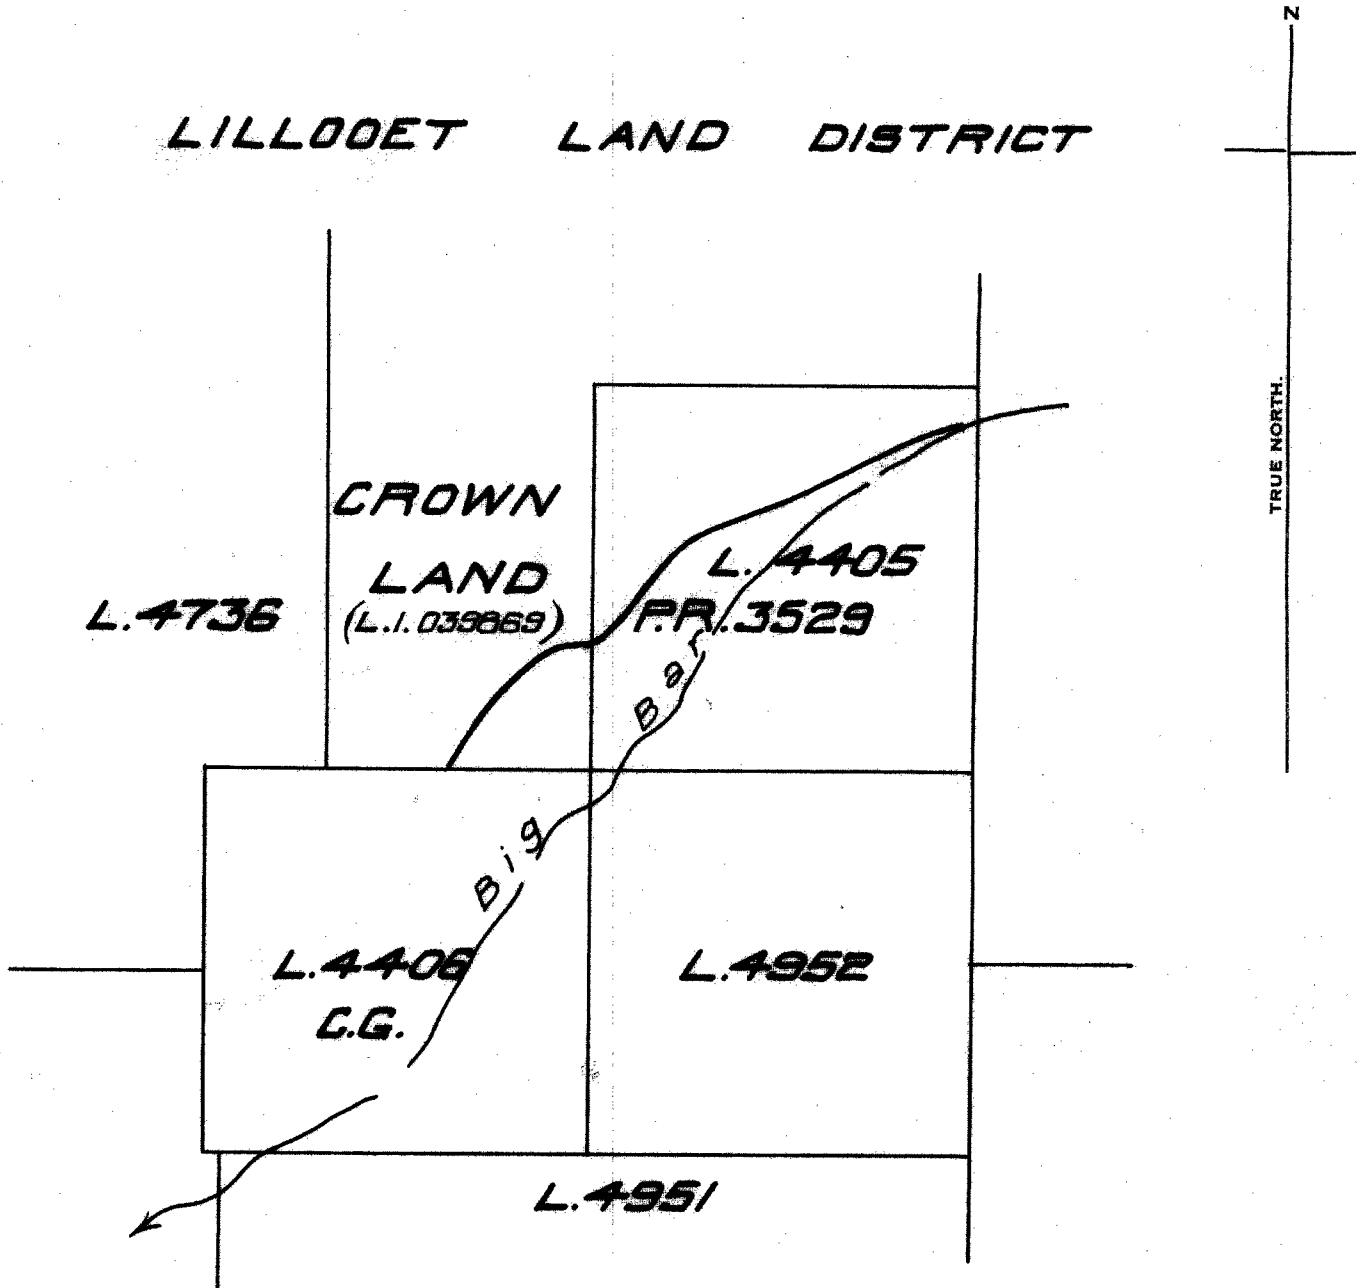 N
LILLOOET LAND DISTRICT
TRUE NORTH.
CROWN
LAND
(L.I. 039869)
L.4736
L. 4405
P.R. 3529
Big Bar
L.4406
C.G.
L.4952
L.4951